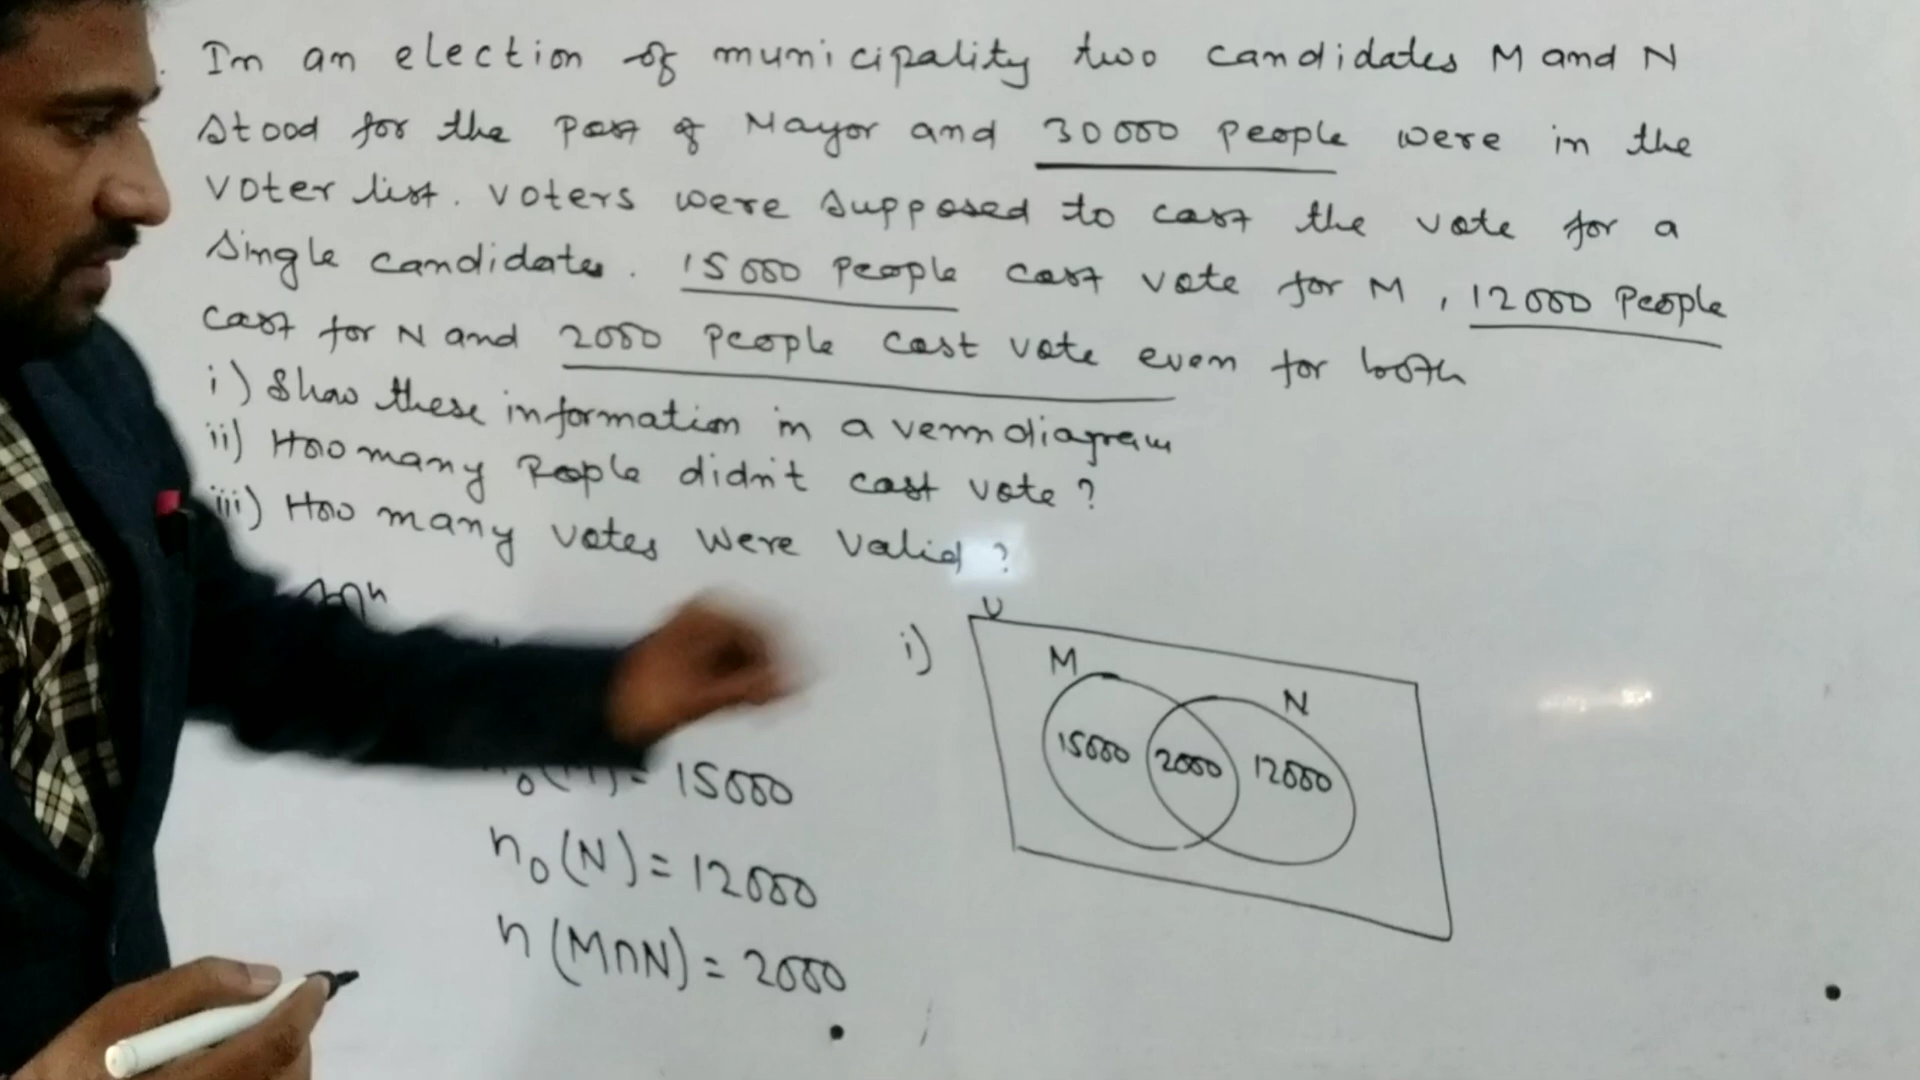 In an election of municipality two candidates M and N
stood for the post of Mayor and 30000 people were in the
voter list. voters were supposed to cast the vote for a
single candidates. 15000 people cast vote for M, 12000 People
cast for N and 2000 people cast vote even for both
i) Show these information in a venn diagram
ii) How many People didn't cast vote?
iii) How many votes were valid?
Soln
i)
U
M
N
15000 2000 12000
= 15000
n₀(N) = 12000
n(M∩N) = 2000